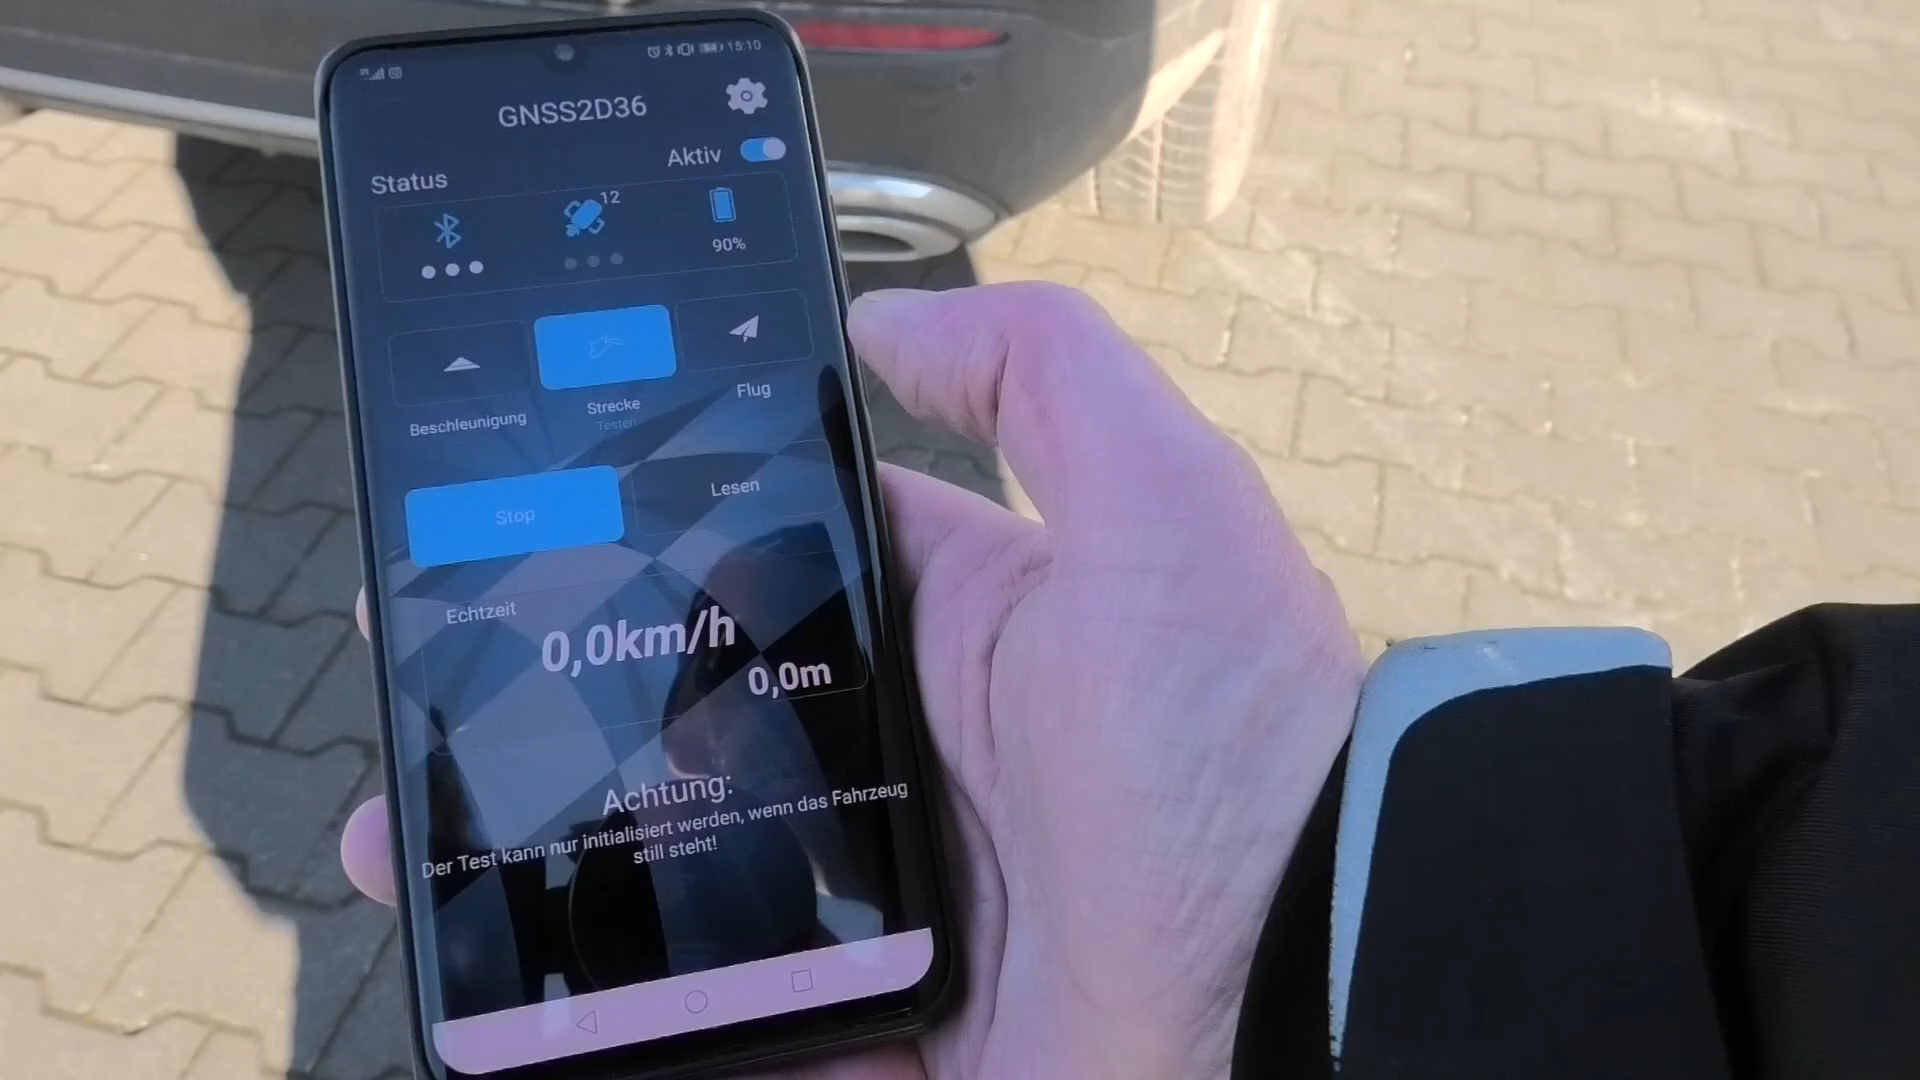 15:10
GNSS2D36
Aktiv
Status
12
90%
Beschleunigung
Strecke
Testen
Flug
Stop
Lesen
Echtzeit
0,0km/h
0,0m
Achtung:
Der Test kann nur initialisiert werden, wenn das Fahrzeug
still steht!